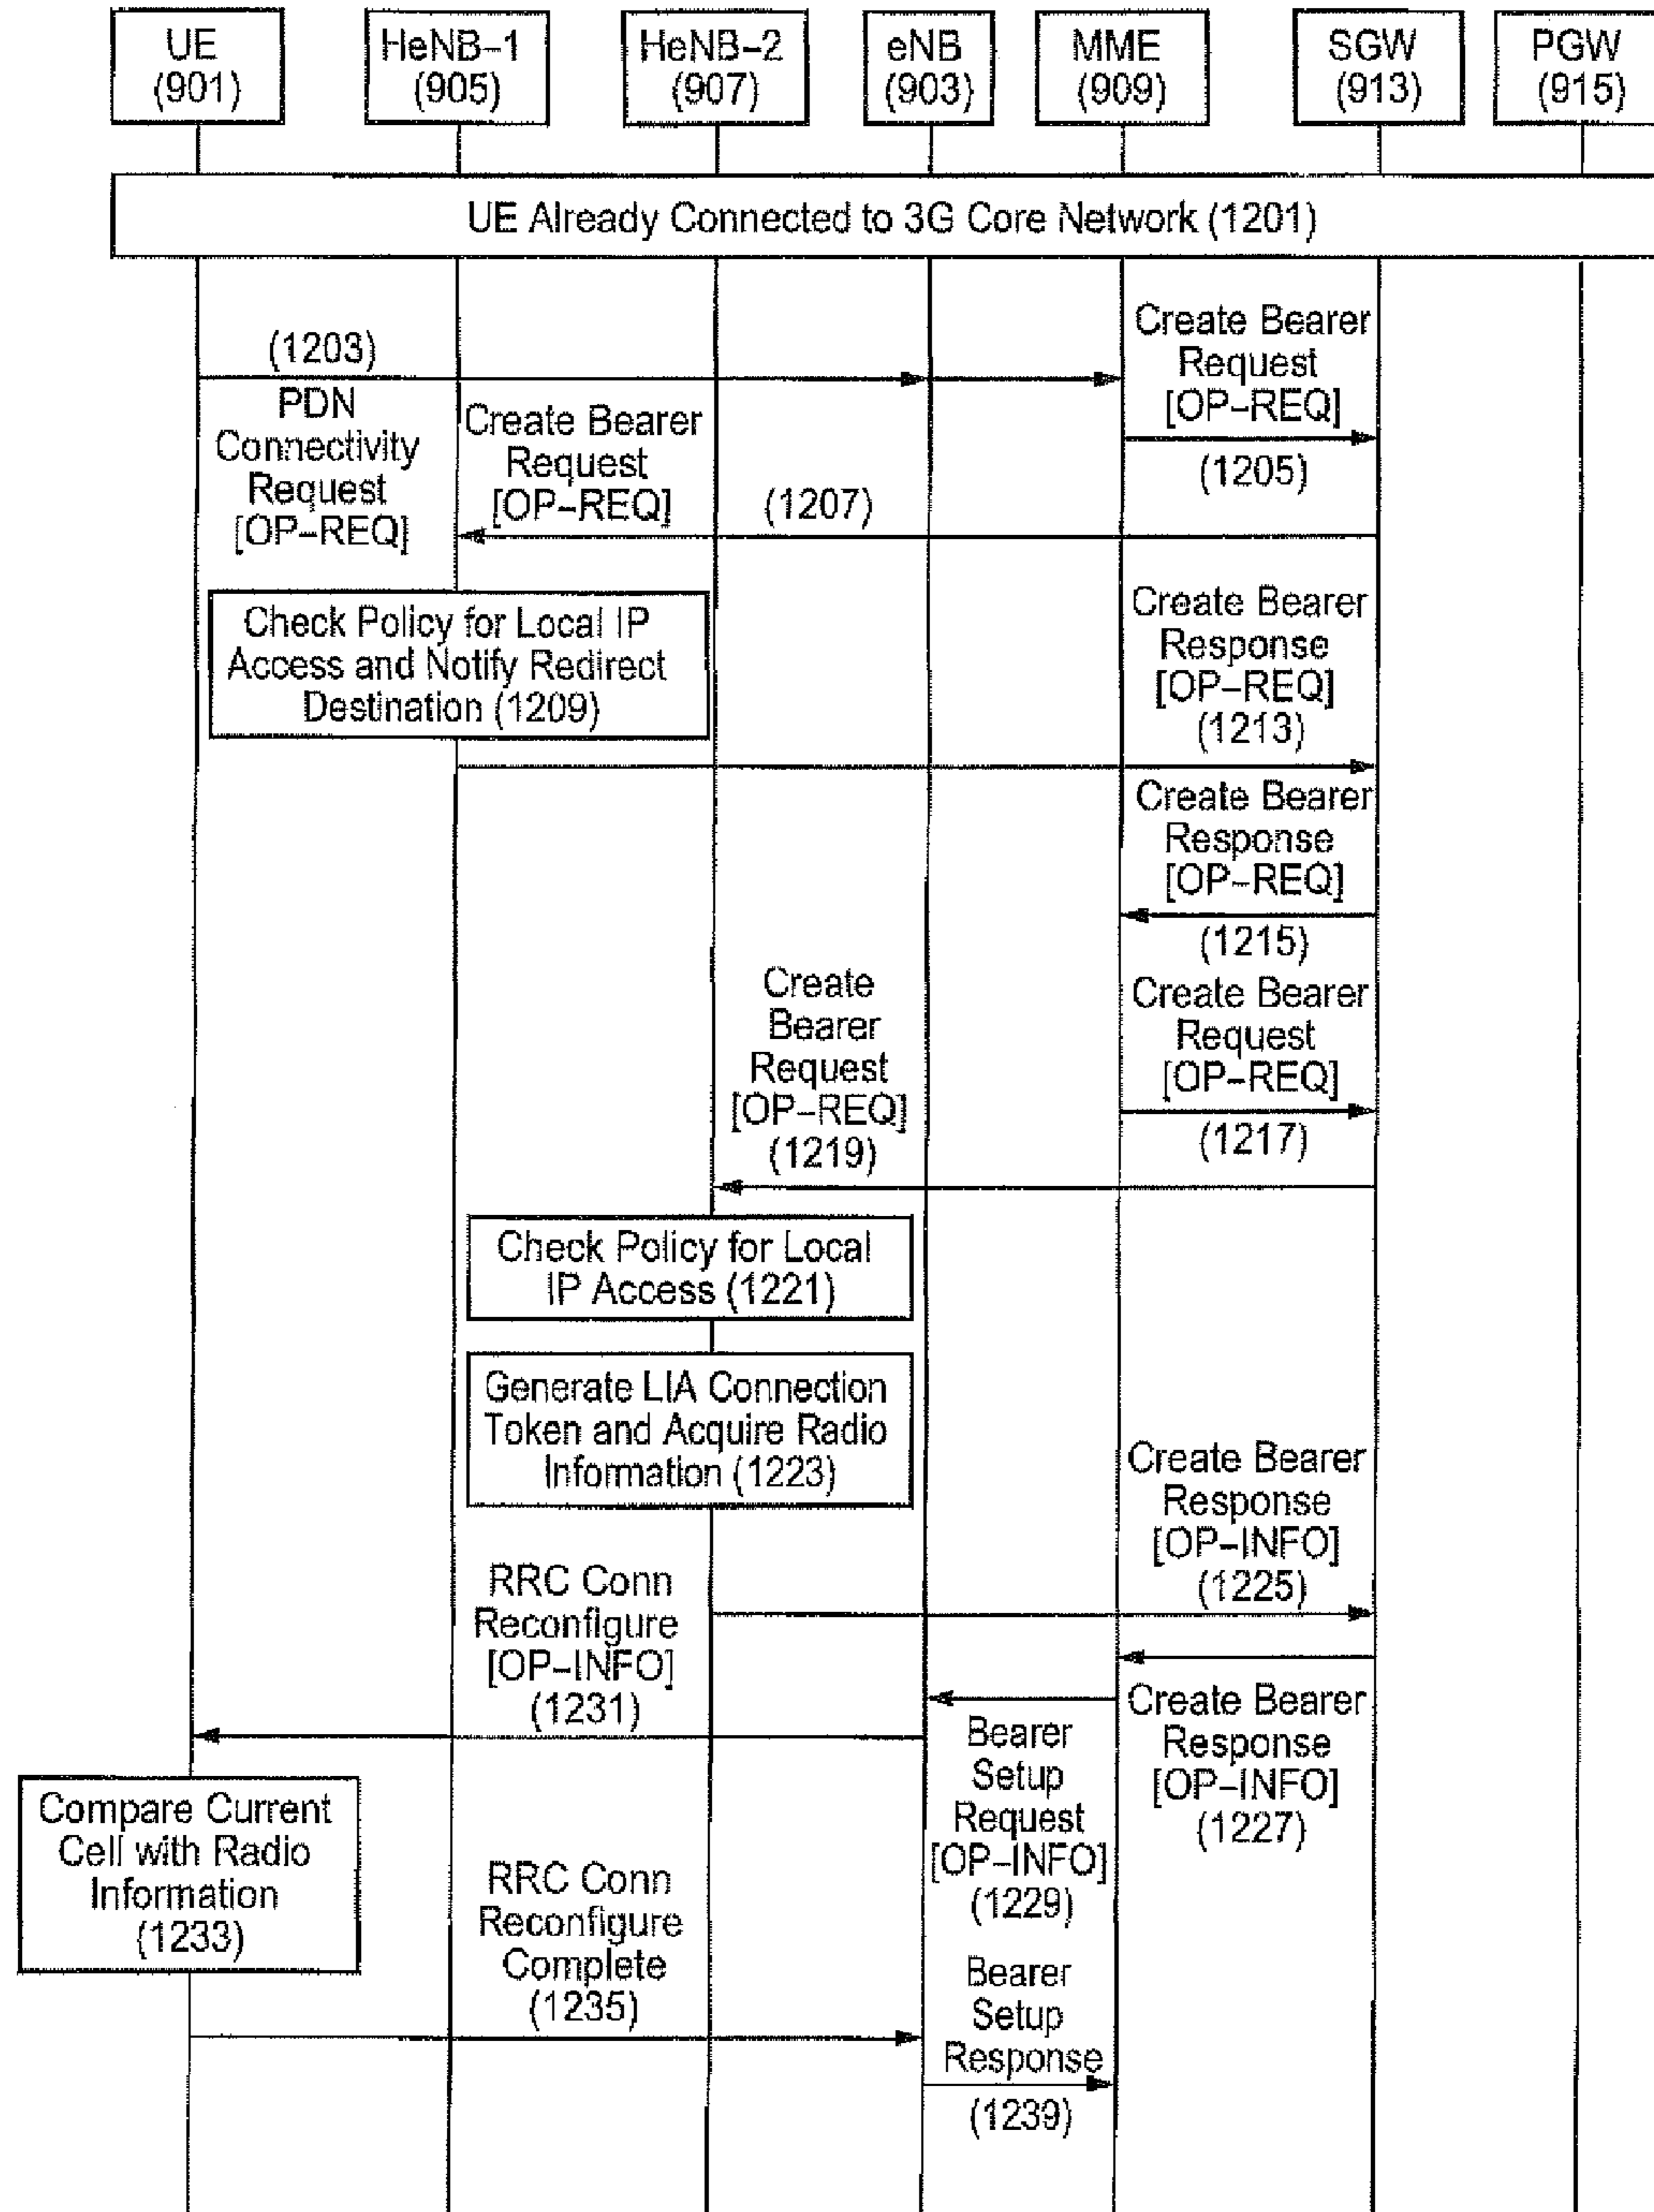 UE
(901)
HeNB-1
(905)
HeNB-2
(907)
eNB
(903)
MME
(909)
SGW
(913)
PGW
(915)
UE Already Connected to 3G Core Network (1201)
(1203)
PDN
Connectivity
Request
[OP-REQ]
Create Bearer
Request
[OP-REQ]
(1205)
Create Bearer
Request
[OP-REQ]
(1207)
Check Policy for Local IP
Access and Notify Redirect
Destination (1209)
Create Bearer
Response
[OP-REQ]
(1213)
Create Bearer
Response
[OP-REQ]
(1215)
Create Bearer
Request
[OP-REQ]
(1217)
Create
Bearer
Request
[OP-REQ]
(1219)
Check Policy for Local
IP Access (1221)
Generate LIA Connection
Token and Acquire Radio
Information (1223)
Create Bearer
Response
[OP-INFO]
(1225)
Create Bearer
Response
[OP-INFO]
(1227)
Bearer
Setup
Request
[OP-INFO]
(1229)
RRC Conn
Reconfigure
[OP-INFO]
(1231)
Compare Current
Cell with Radio
Information
(1233)
RRC Conn
Reconfigure
Complete
(1235)
Bearer
Setup
Response
(1239)